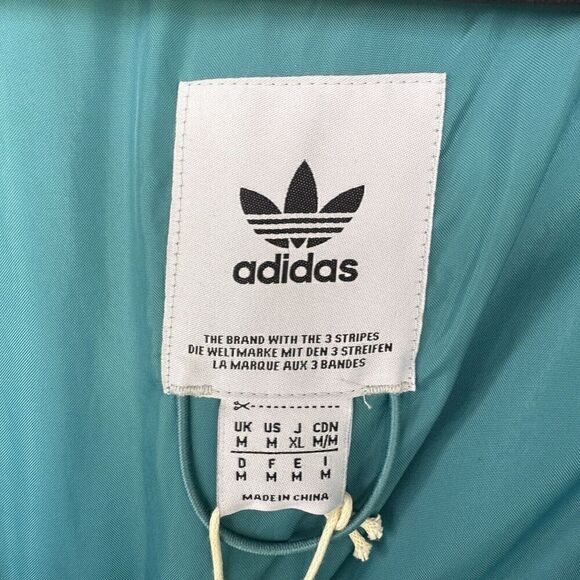 adidas
THE BRAND WITH THE 3 STRIPES
DIE WELTMARKE MIT DEN 3 STREIFEN
LA MARQUE AUX 3 BANDES
UK US J CDN
M M XL M/M
D F E I
M M M M
MADE IN CHINA